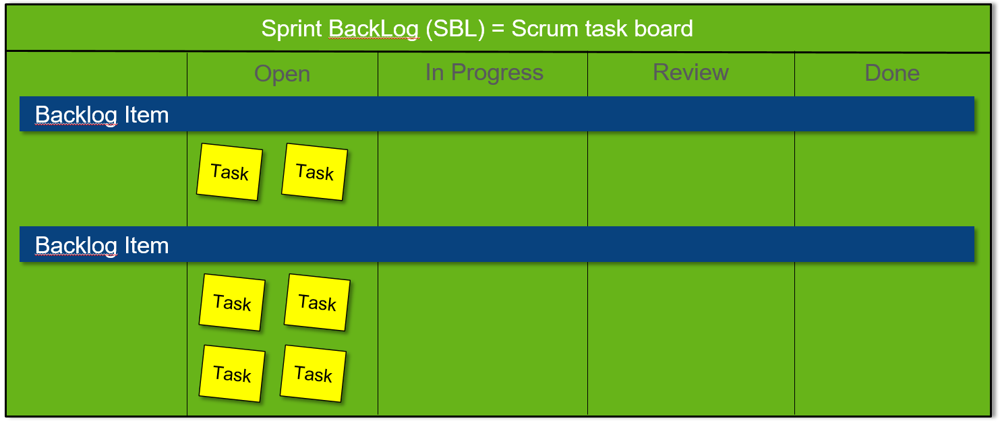 Sprint BackLog (SBL) = Scrum task board
Open In Progress Review Done
Backlog Item
Task Task
Backlog Item
Task Task
Task Task